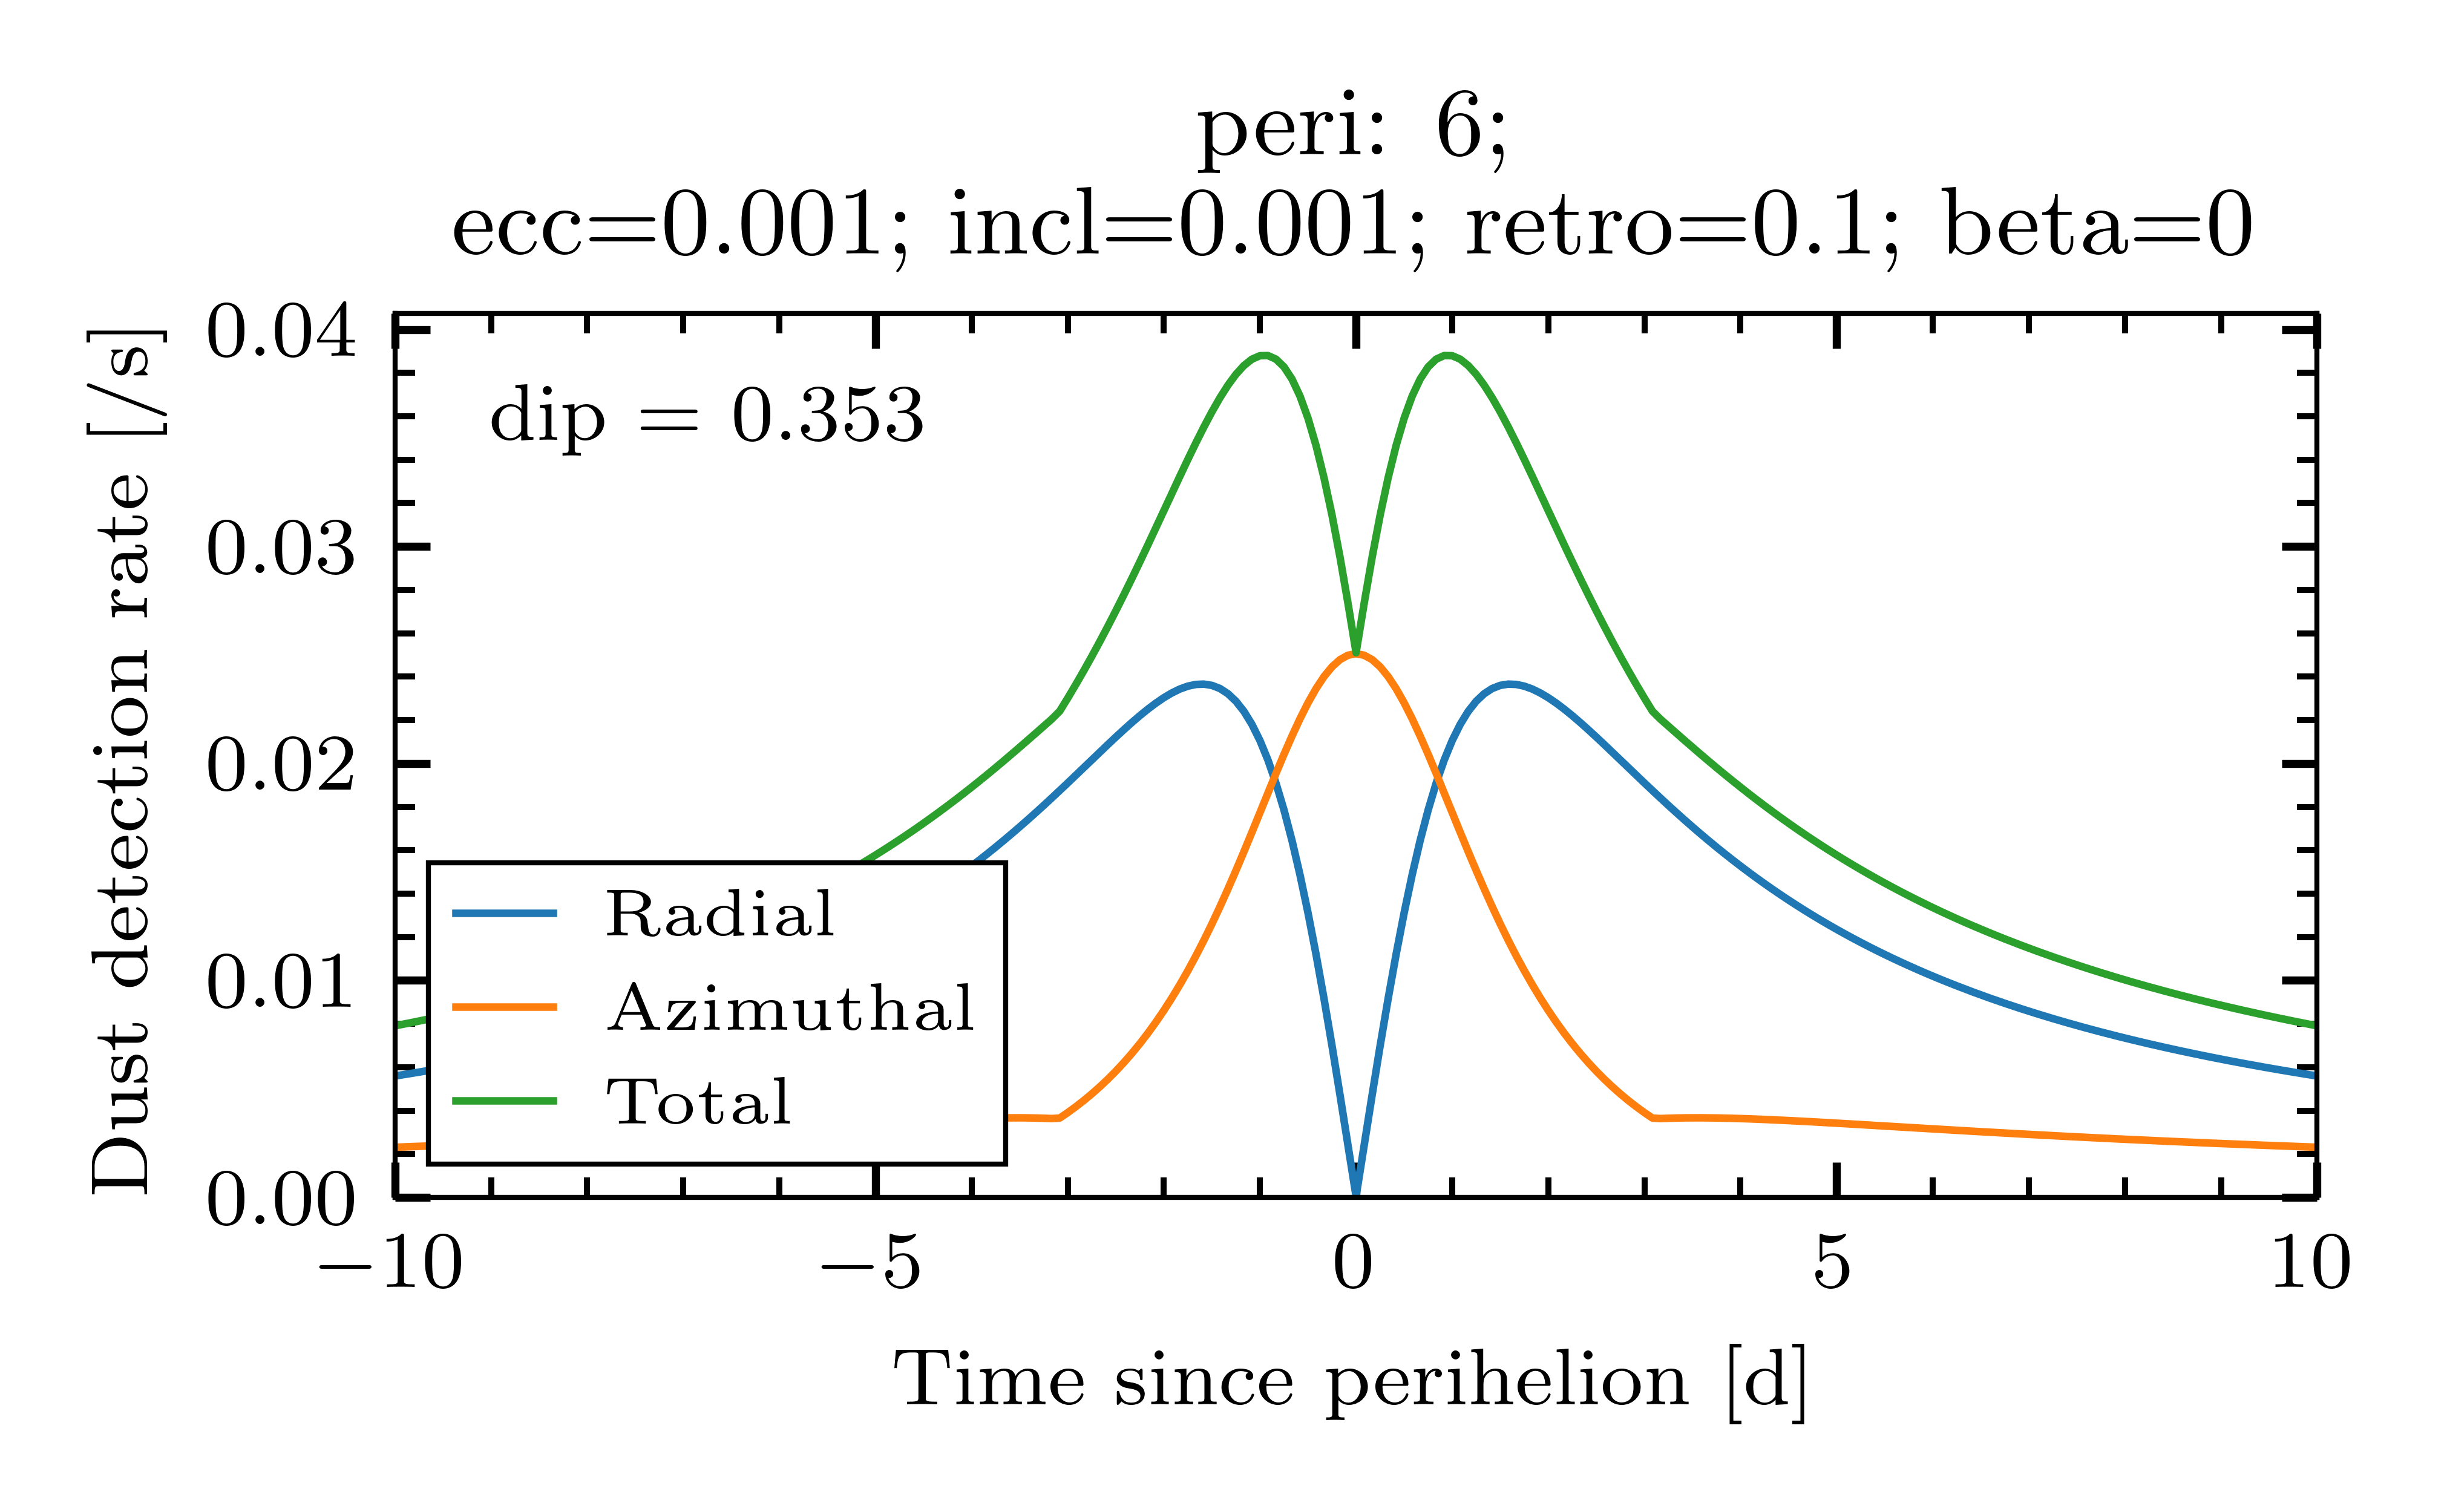 peri: 6;
ecc=0.001; incl=0.001; retro=0.1; beta=0
Dust detection rate [/s]
0.04
0.03
0.02
0.01
0.00
dip = 0.353
Radial
Azimuthal
Total
−10
−5
0
5
10
Time since perihelion [d]